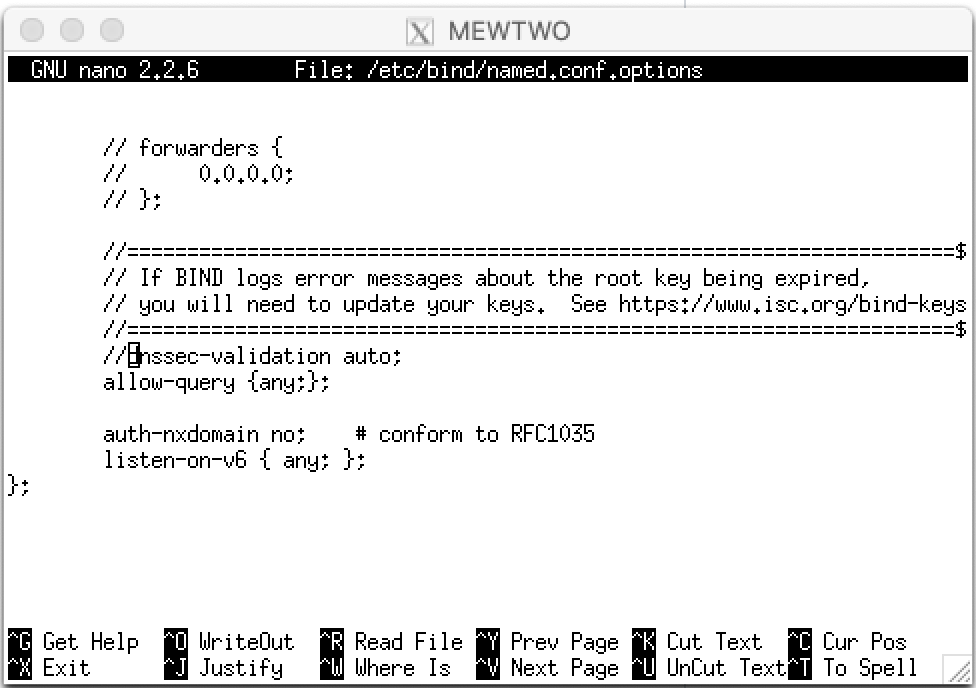 MEWTWO
GNU nano 2.2.6 File: /etc/bind/named.conf.options
// forwarders {
// 0.0.0.0;
// };
//=====================================================================$
// If BIND logs error messages about the root key being expired,
// you will need to update your keys. See https://www.isc.org/bind-keys
//=====================================================================$
//dnssec-validation auto;
allow-query {any;};
auth-nxdomain no; # conform to RFC1035
listen-on-v6 { any; };
};
^G Get Help ^O WriteOut ^R Read File ^Y Prev Page ^K Cut Text ^C Cur Pos
^X Exit ^J Justify ^W Where Is ^V Next Page ^U UnCut Text ^T To Spell